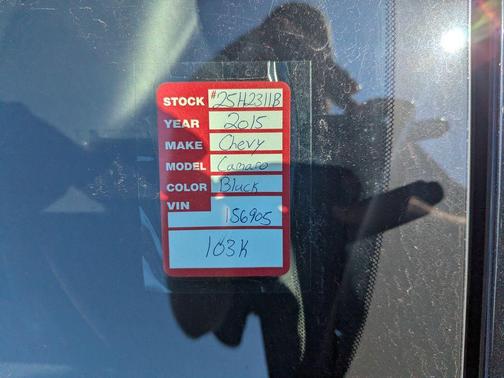 STOCK #25H2311B
YEAR 2015
MAKE Chevy
MODEL Camaro
COLOR Black
VIN
156905
103K